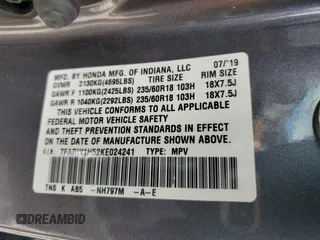 MFD. BY HONDA MFG. OF INDIANA, LLC 07/'19
GVWR 2130KG(4695LBS) TIRE SIZE RIM SIZE
GAWR F 1100KG(2425LBS) 235/60R18 103H 18X7.5J
GAWR R 1040KG(2292LBS) 235/60R18 103H 18X7.5J
THIS VEHICLE CONFORMS TO ALL APPLICABLE
FEDERAL MOTOR VEHICLE SAFETY AND
THEFT PREVENTION STANDARDS IN EFFECT ON
THE DATE OF MANUFACTURE SHOWN ABOVE.
TYPE: MPV
TNS K A85 -NH797M -A-E
DREAMBID